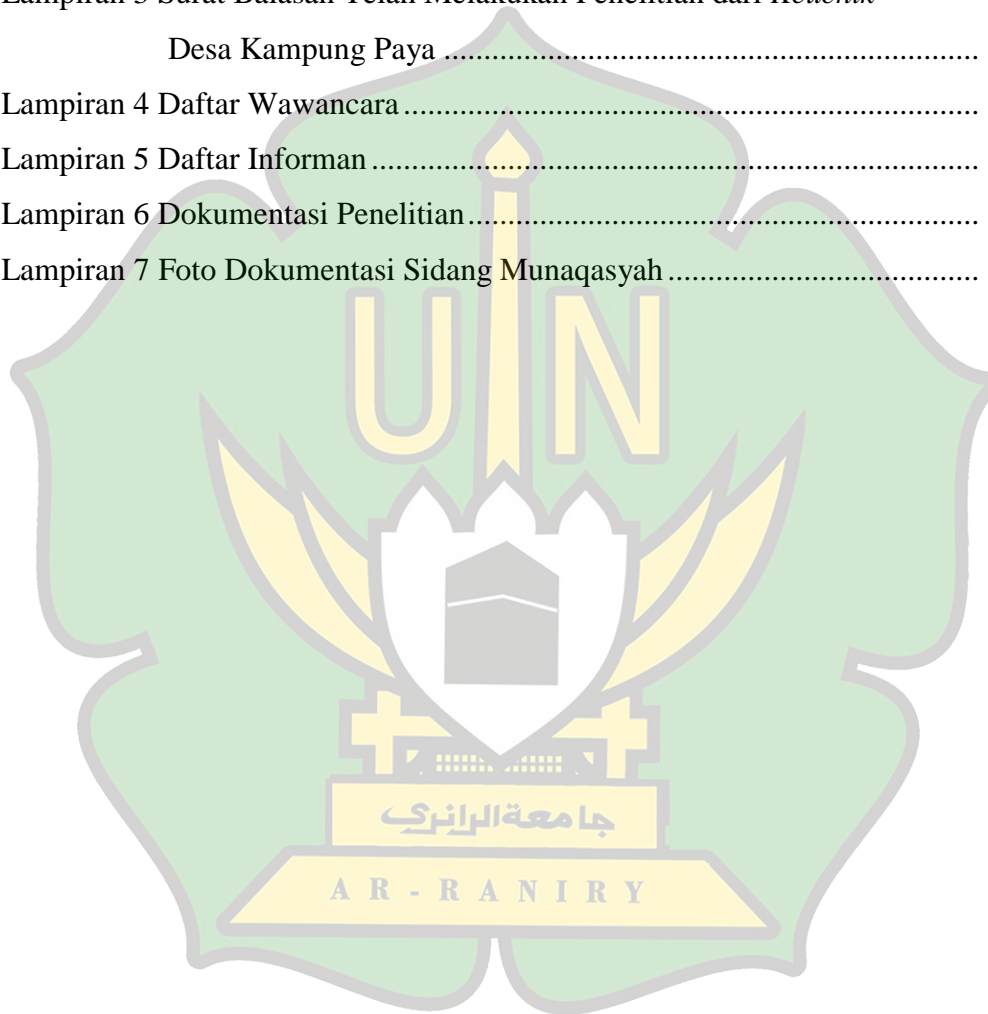 Lampiran 3 Surat Balasan Telah Melakukan Penelitian dari
Desa Kampung Paya ................................................................
Lampiran 4 Daftar Wawancara .....................................................................
Lampiran 5 Daftar Informan .........................................................................
Lampiran 6 Dokumentasi Penelitian .............................................................
Lampiran 7 Foto Dokumentasi Sidang Munaqasyah .....................................
UIN
جامعة الرانري
AR-RANIRY